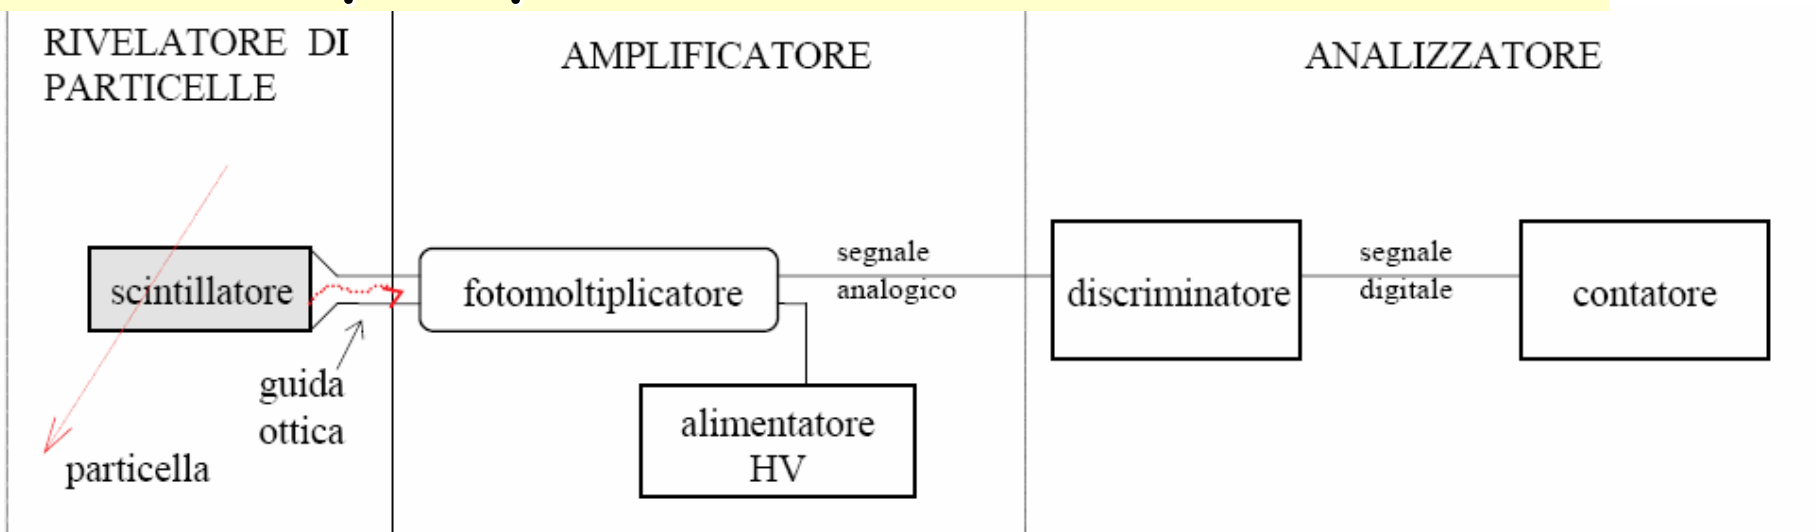 RIVELATORE DI
PARTICELLE
AMPLIFICATORE
ANALIZZATORE
scintillatore
fotomoltiplicatore
segnale
analogico
discriminatore
segnale
digitale
contatore
guida
ottica
particella
alimentatore
HV